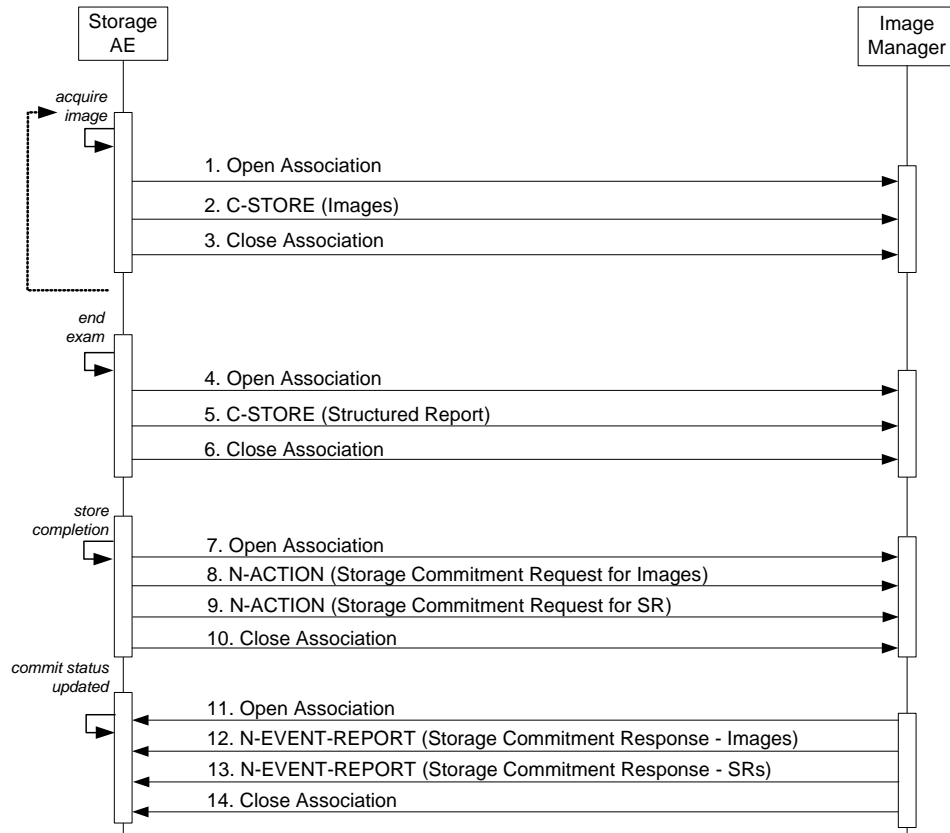 Storage
AE
Image
Manager
acquire
image
1. Open Association
2. C-STORE (Images)
3. Close Association
end
exam
4. Open Association
5. C-STORE (Structured Report)
6. Close Association
store
completion
7. Open Association
8. N-ACTION (Storage Commitment Request for Images)
9. N-ACTION (Storage Commitment Request for SR)
10. Close Association
commit status
updated
11. Open Association
12. N-EVENT-REPORT (Storage Commitment Response - Images)
13. N-EVENT-REPORT (Storage Commitment Response - SRs)
14. Close Association